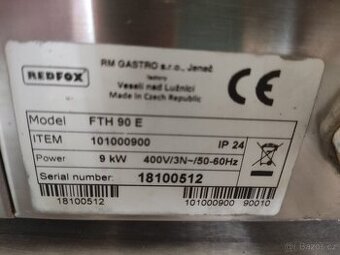 REDFOX
RM GASTRO s.r.o., Jeneč
factory
Veselí nad Lužnicí
Made in Czech Republic
CE
Model FTH 90 E
ITEM 101000900 IP 24
Power 9 kW 400V/3N~/50-60Hz
Serial number: 18100512
18100512 101000900 90010